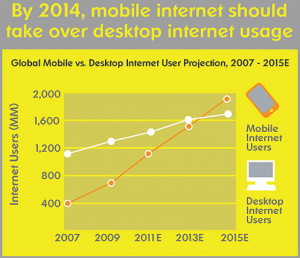 By 2014, mobile internet should
take over desktop internet usage
Global Mobile vs. Desktop Internet User Projection, 2007 - 2015E
Internet Users (MM)
2,000
1,600
1,200
800
400
2007 2009 2011E 2013E 2015E
Mobile
Internet
Users
Desktop
Internet
Users